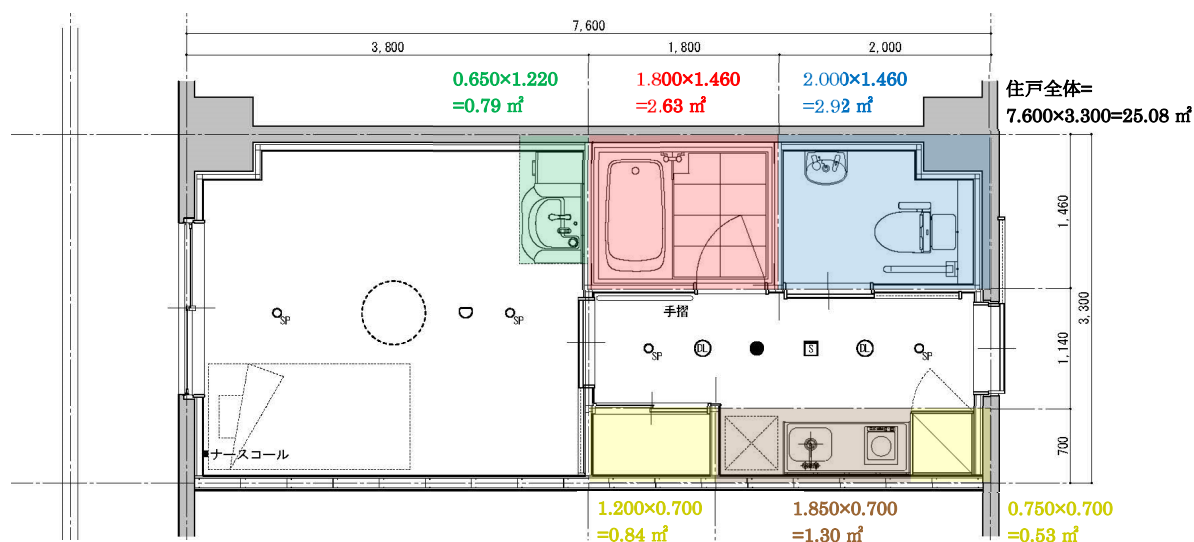 7,600
3,800
1,800
2,000
0.650×1.220
=0.79 ㎡
1.800×1.460
=2.63 ㎡
2.000×1.460
=2.92 ㎡
住戸全体=
7.600×3.300=25.08 ㎡
1,460
3,300
1,140
700
手摺
SP
SP
SP
DL
S
DL
SP
ナースコール
1.200×0.700
=0.84 ㎡
1.850×0.700
=1.30 ㎡
0.750×0.700
=0.53 ㎡